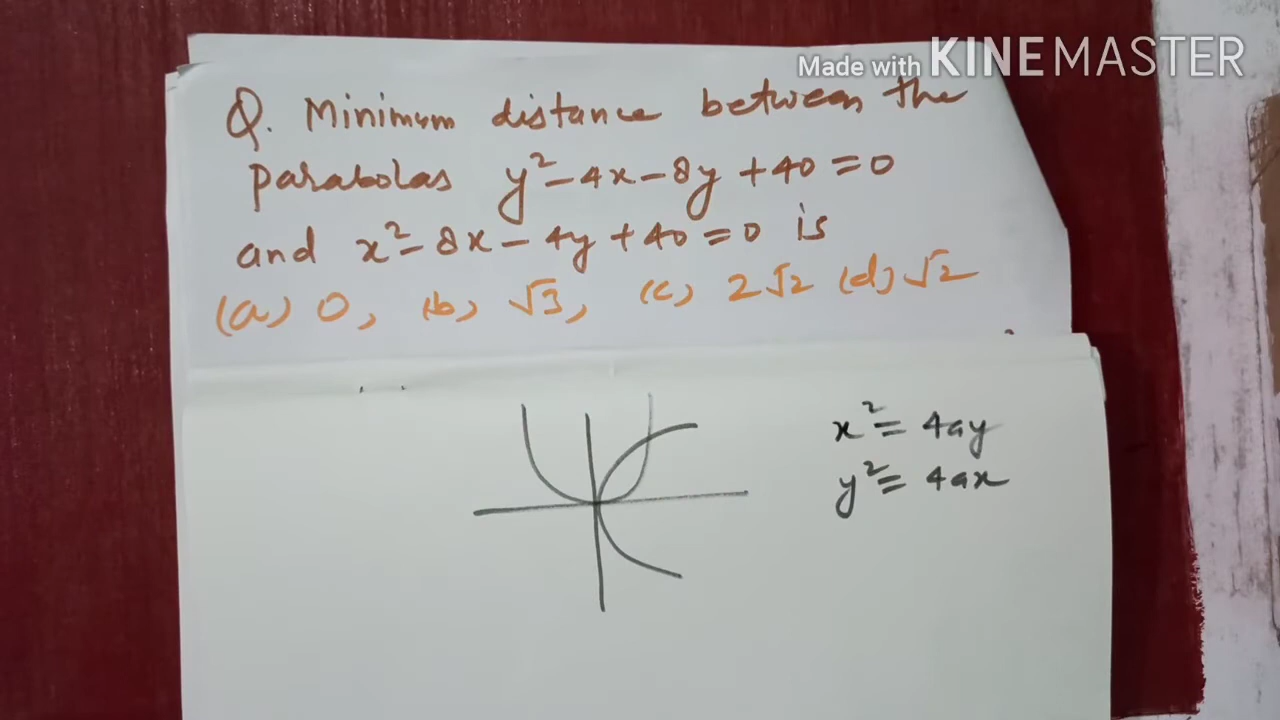 Made with KINEMASTER
Q. Minimum distance between the
parabolas y²-4x-8y+40=0
and x²-8x-4y+40=0 is
(a) 0, (b) √3, (c) 2√2 (d) √2
x²=4ay
y²=4ax